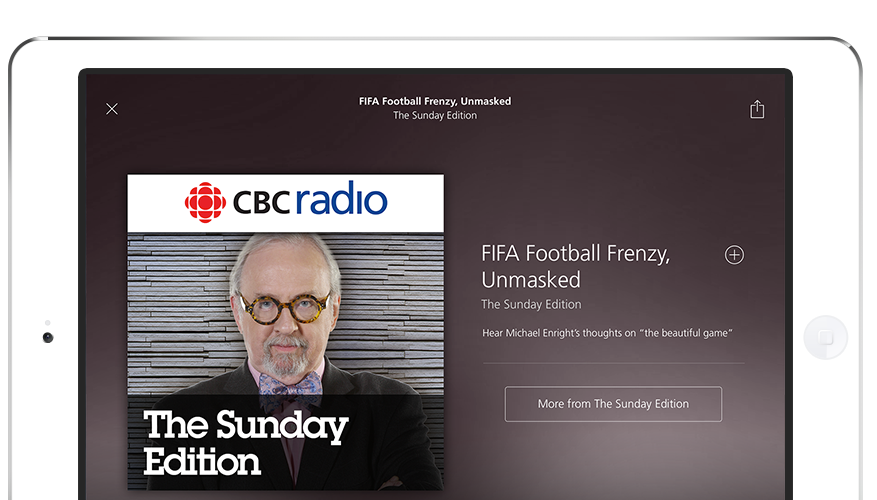 FIFA Football Frenzy, Unmasked
The Sunday Edition
CBC radio
The Sunday
Edition
FIFA Football Frenzy,
Unmasked
The Sunday Edition
Hear Michael Enright’s thoughts on “the beautiful game”
More from The Sunday Edition